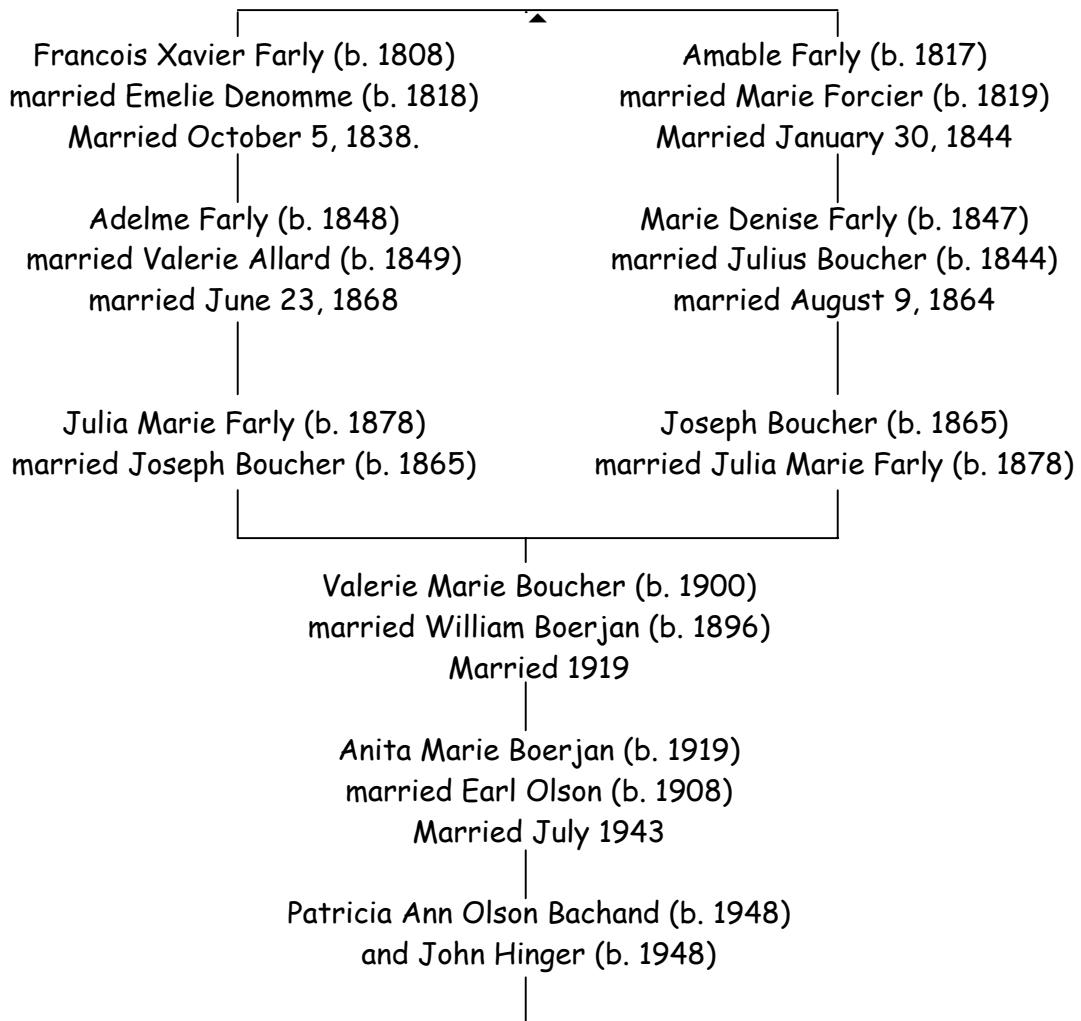 Francois Xavier Farly (b. 1808)
married Emelie Denomme (b. 1818)
Married October 5, 1838.
Amable Farly (b. 1817)
married Marie Forcier (b. 1819)
Married January 30, 1844
Adelme Farly (b. 1848)
married Valerie Allard (b. 1849)
married June 23, 1868
Marie Denise Farly (b. 1847)
married Julius Boucher (b. 1844)
married August 9, 1864
Julia Marie Farly (b. 1878)
married Joseph Boucher (b. 1865)
Joseph Boucher (b. 1865)
married Julia Marie Farly (b. 1878)
Valerie Marie Boucher (b. 1900)
married William Boerjan (b. 1896)
Married 1919
Anita Marie Boerjan (b. 1919)
married Earl Olson (b. 1908)
Married July 1943
Patricia Ann Olson Bachand (b. 1948)
and John Hinger (b. 1948)